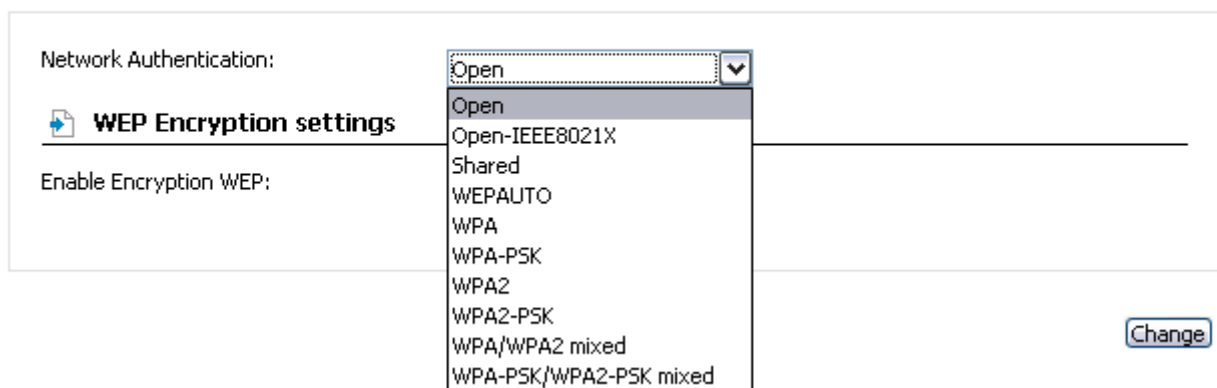 Network Authentication:
Open
Open
WEP Encryption settings
Open-IEEE8021X
Shared
Enable Encryption WEP:
WEPAUTO
WPA
WPA-PSK
WPA2
WPA2-PSK
WPA/WPA2 mixed
WPA-PSK/WPA2-PSK mixed
Change